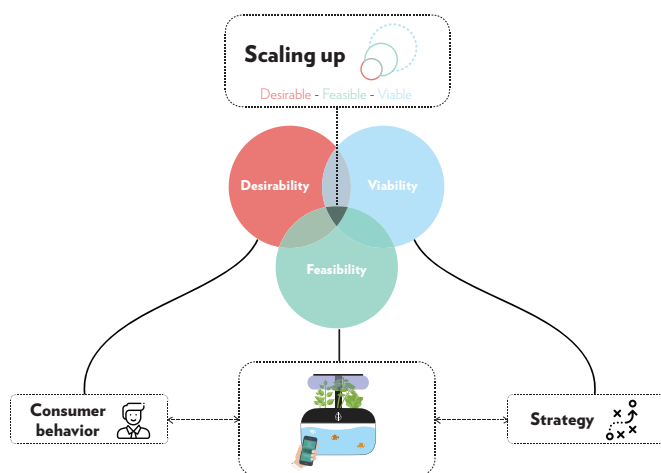 Scaling up
Desirable - Feasible - Viable
Desirability
Viability
Feasibility
Consumer
behavior
Strategy